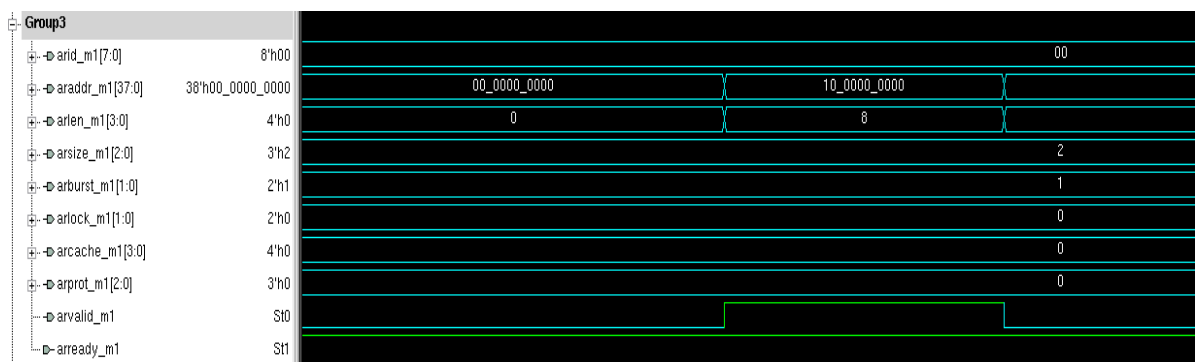 Group3
arid_m1[7:0] 8'h00 00
araddr_m1[37:0] 38'h00_0000_0000 00_0000_0000 10_0000_0000
arlen_m1[3:0] 4'h0 0 8
arsize_m1[2:0] 3'h2 2
arburst_m1[1:0] 2'h1 1
arlock_m1[1:0] 2'h0 0
arcache_m1[3:0] 4'h0 0
arprot_m1[2:0] 3'h0 0
arvalid_m1 St0
arready_m1 St1